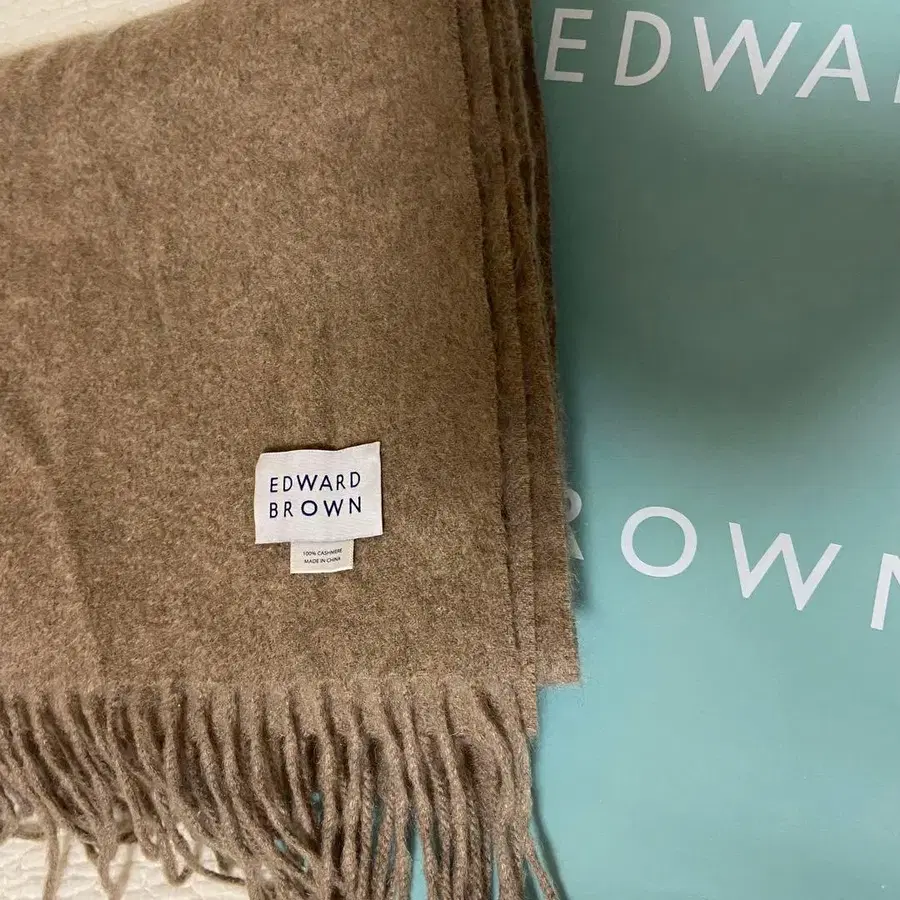 EDWARD
BROWN
100% CASHMERE
MADE IN CHINA
EDWA
ROWN